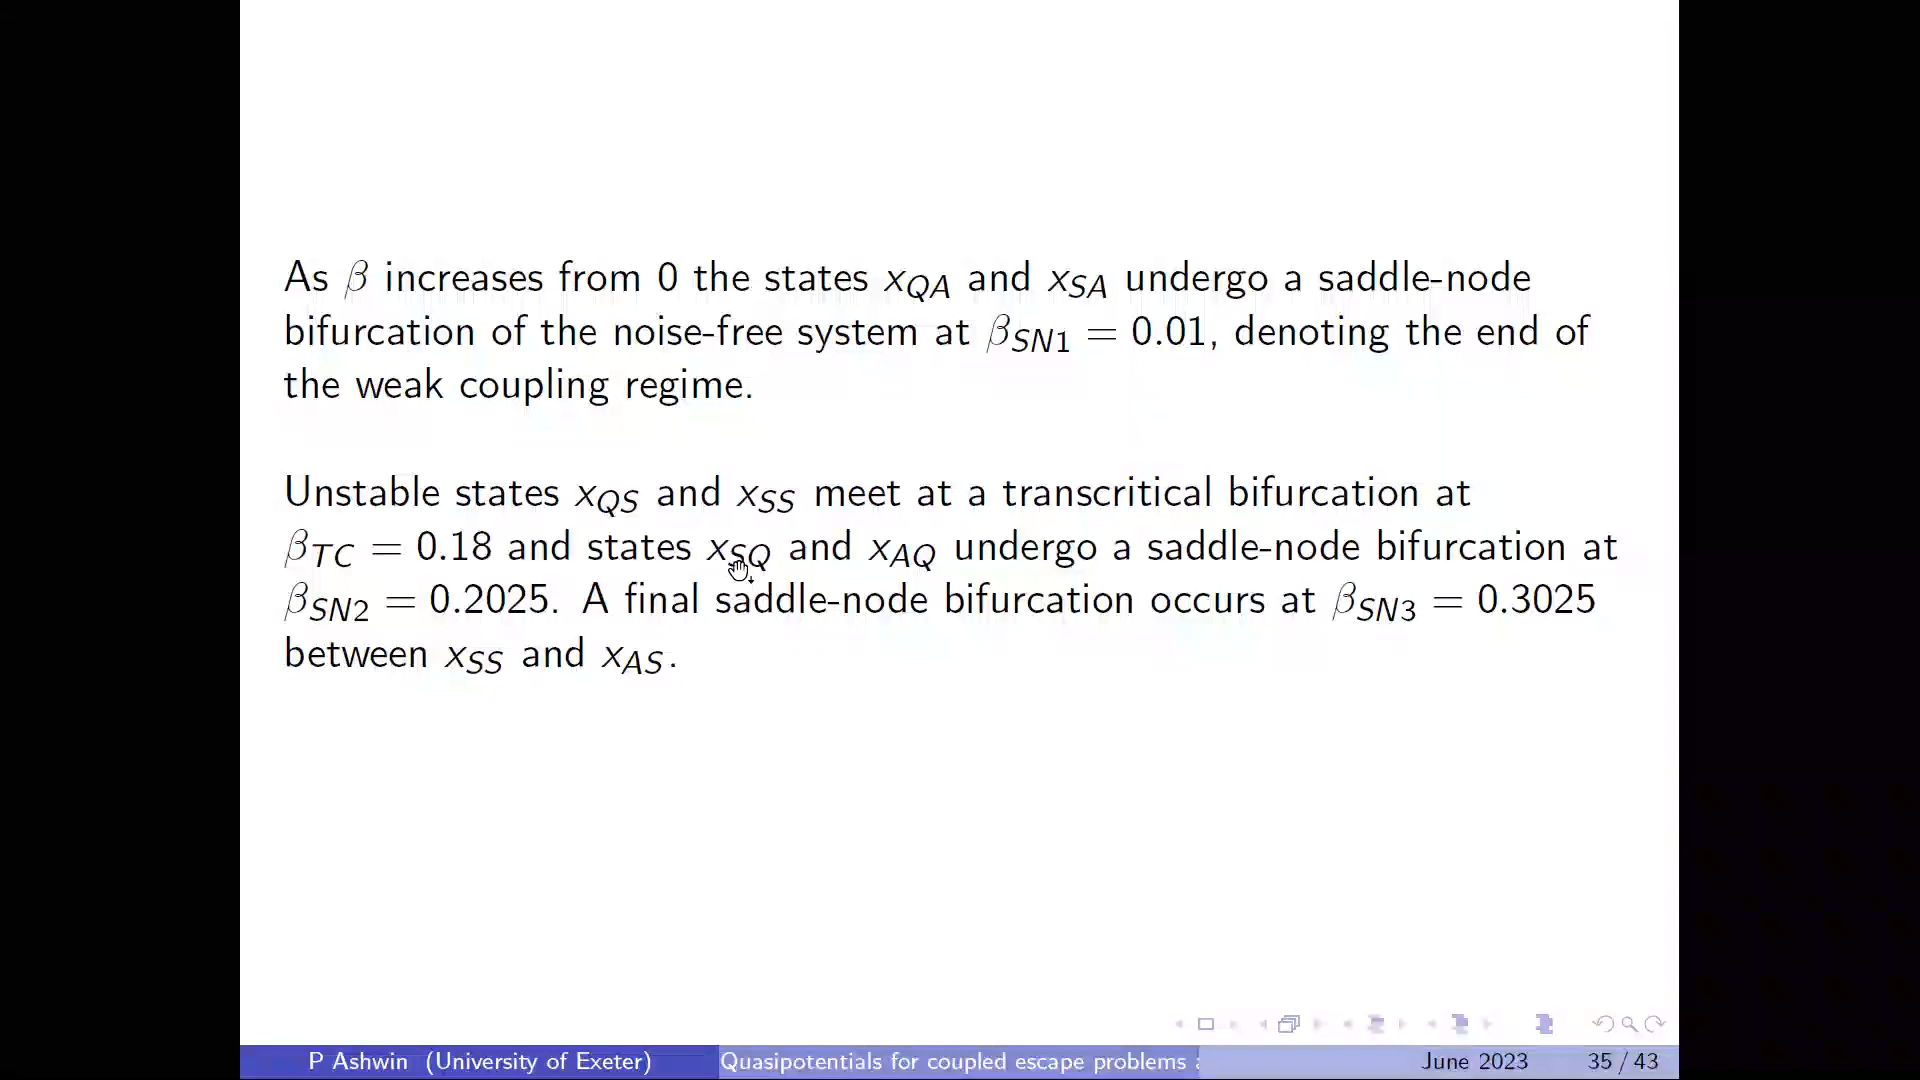 As β increases from 0 the states x_QA and x_SA undergo a saddle-node
bifurcation of the noise-free system at β_SN1 = 0.01, denoting the end of
the weak coupling regime.
Unstable states x_QS and x_SS meet at a transcritical bifurcation at
β_TC = 0.18 and states x_SQ and x_AQ undergo a saddle-node bifurcation at
β_SN2 = 0.2025. A final saddle-node bifurcation occurs at β_SN3 = 0.3025
between x_SS and x_AS.
P Ashwin (University of Exeter) Quasipotentials for coupled escape problems June 2023 35 / 43